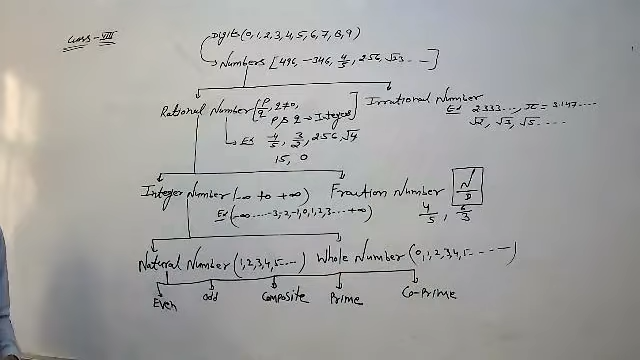 Class-VIII
Digits (0,1,2,3,4,5,6,7,8,9)
Numbers [496, -346, 4/5, 256, √33 ... ]
Rational Number [P/q, q≠0, P & q → Integer] Irrational Number
Ex 2.333..., π = 3.147.....
√2, √3, √5 .....
Ex -4/5, 3/2, 256, √4
15, 0
Integer Number (-∞ to +∞) Fraction Number N/D
Ex (-∞ ....-3,-2,-1,0,1,2,3... +∞) 4/5, 6/3
Natural Number (1,2,3,4,5....) Whole Number (0,1,2,3,4,5.....)
Even odd Composite Prime Co-Prime